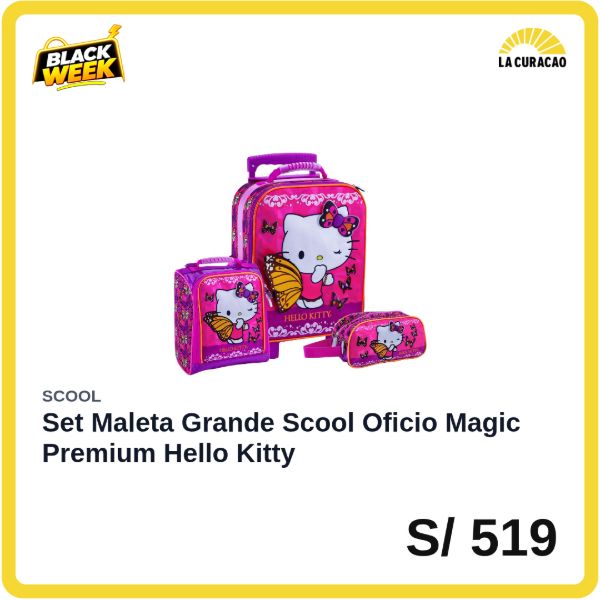 BLACK
WEEK
LA CURACAO
HELLO KITTY
SCOOL
Set Maleta Grande Scool Oficio Magic
Premium Hello Kitty
S/ 519